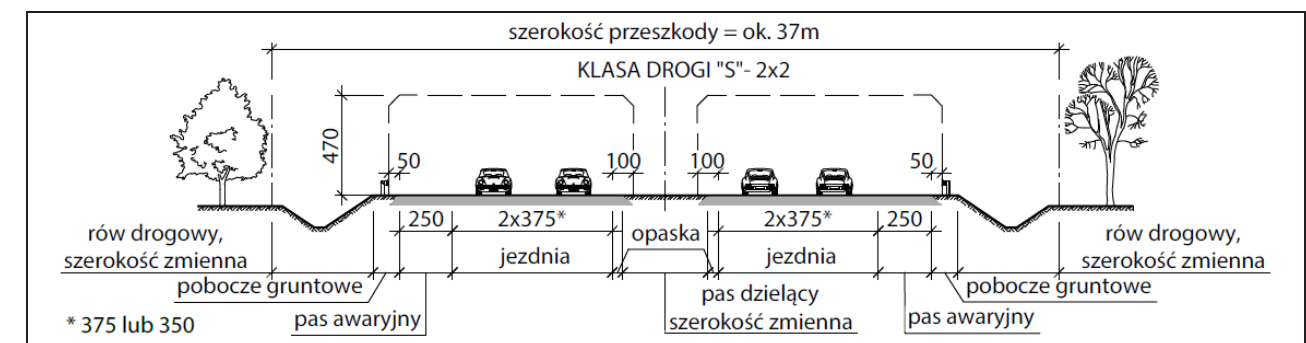 szerokość przeszkody = ok. 37m
KLASA DROGI "S"- 2x2
470
50
100
100
50
250
2x375*
opaska
2x375*
250
rów drogowy,
szerokość zmienna
jezdnia
jezdnia
rów drogowy,
szerokość zmienna
pobocze gruntowe
pas dzielący
szerokość zmienna
pobocze gruntowe
* 375 lub 350
pas awaryjny
pas awaryjny